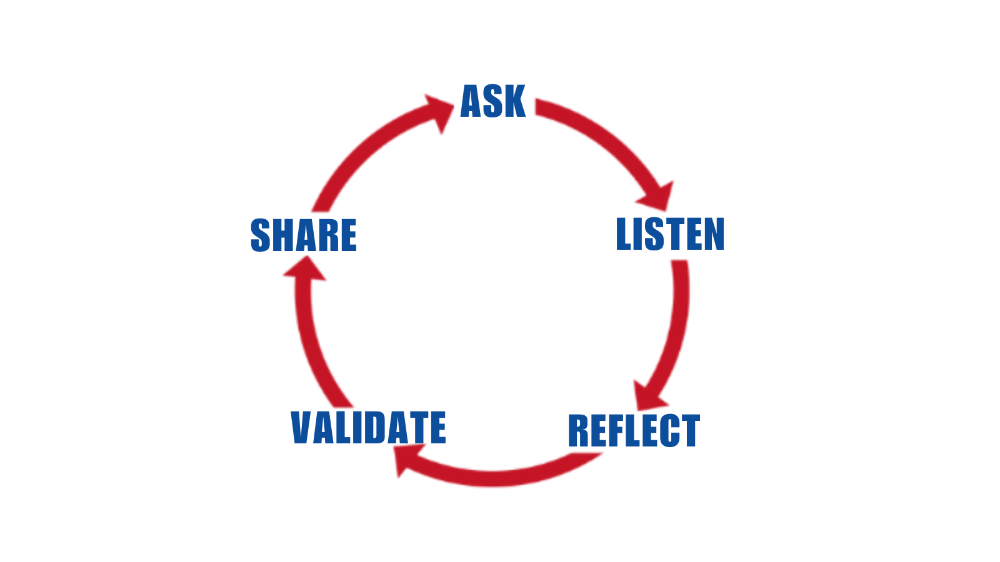 ASK
LISTEN
REFLECT
VALIDATE
SHARE